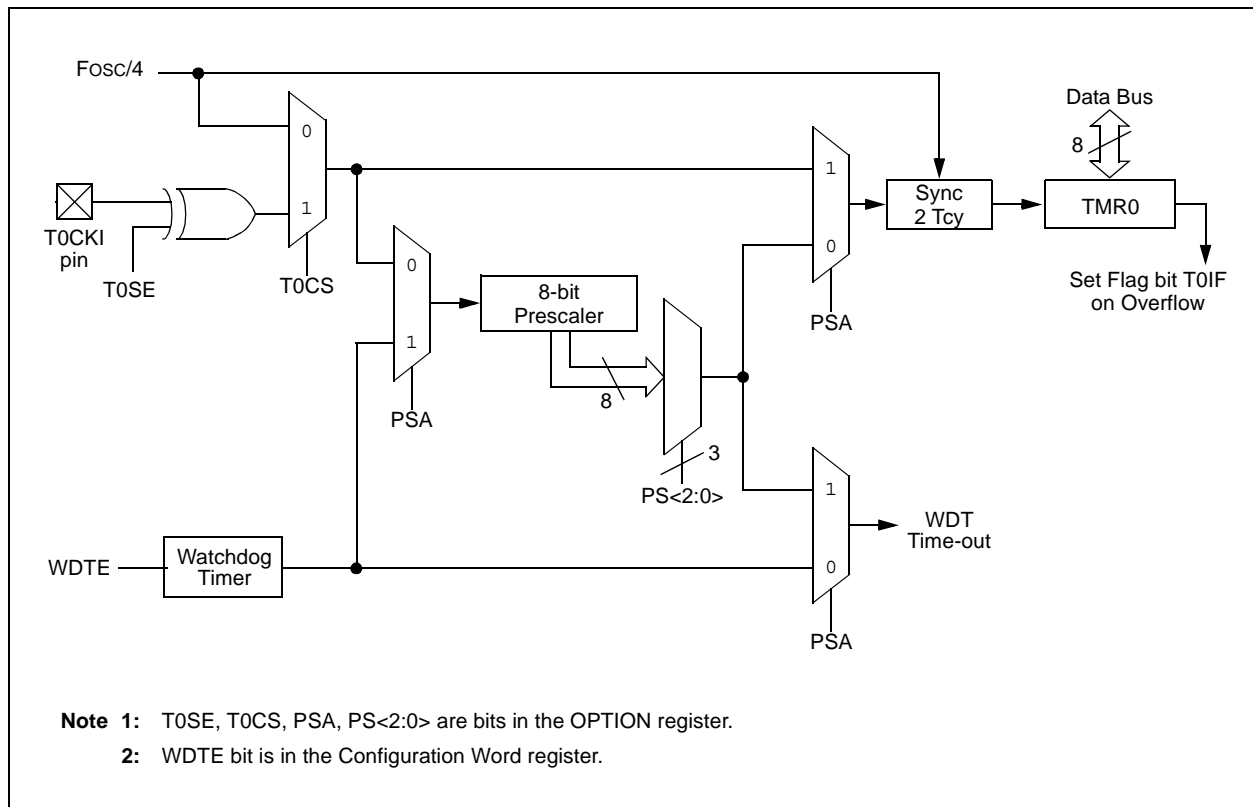 FOSC/4
Data Bus
0
8
1
Sync
2 Tcy
TMR0
1
T0CKI
pin
T0SE
T0CS
0
8-bit
Prescaler
0
PSA
Set Flag bit T0IF
on Overflow
1
8
PSA
3
PS<2:0>
1
WDT
Time-out
WDTE
Watchdog
Timer
0
PSA
Note 1: T0SE, T0CS, PSA, PS<2:0> are bits in the OPTION register.
2: WDTE bit is in the Configuration Word register.